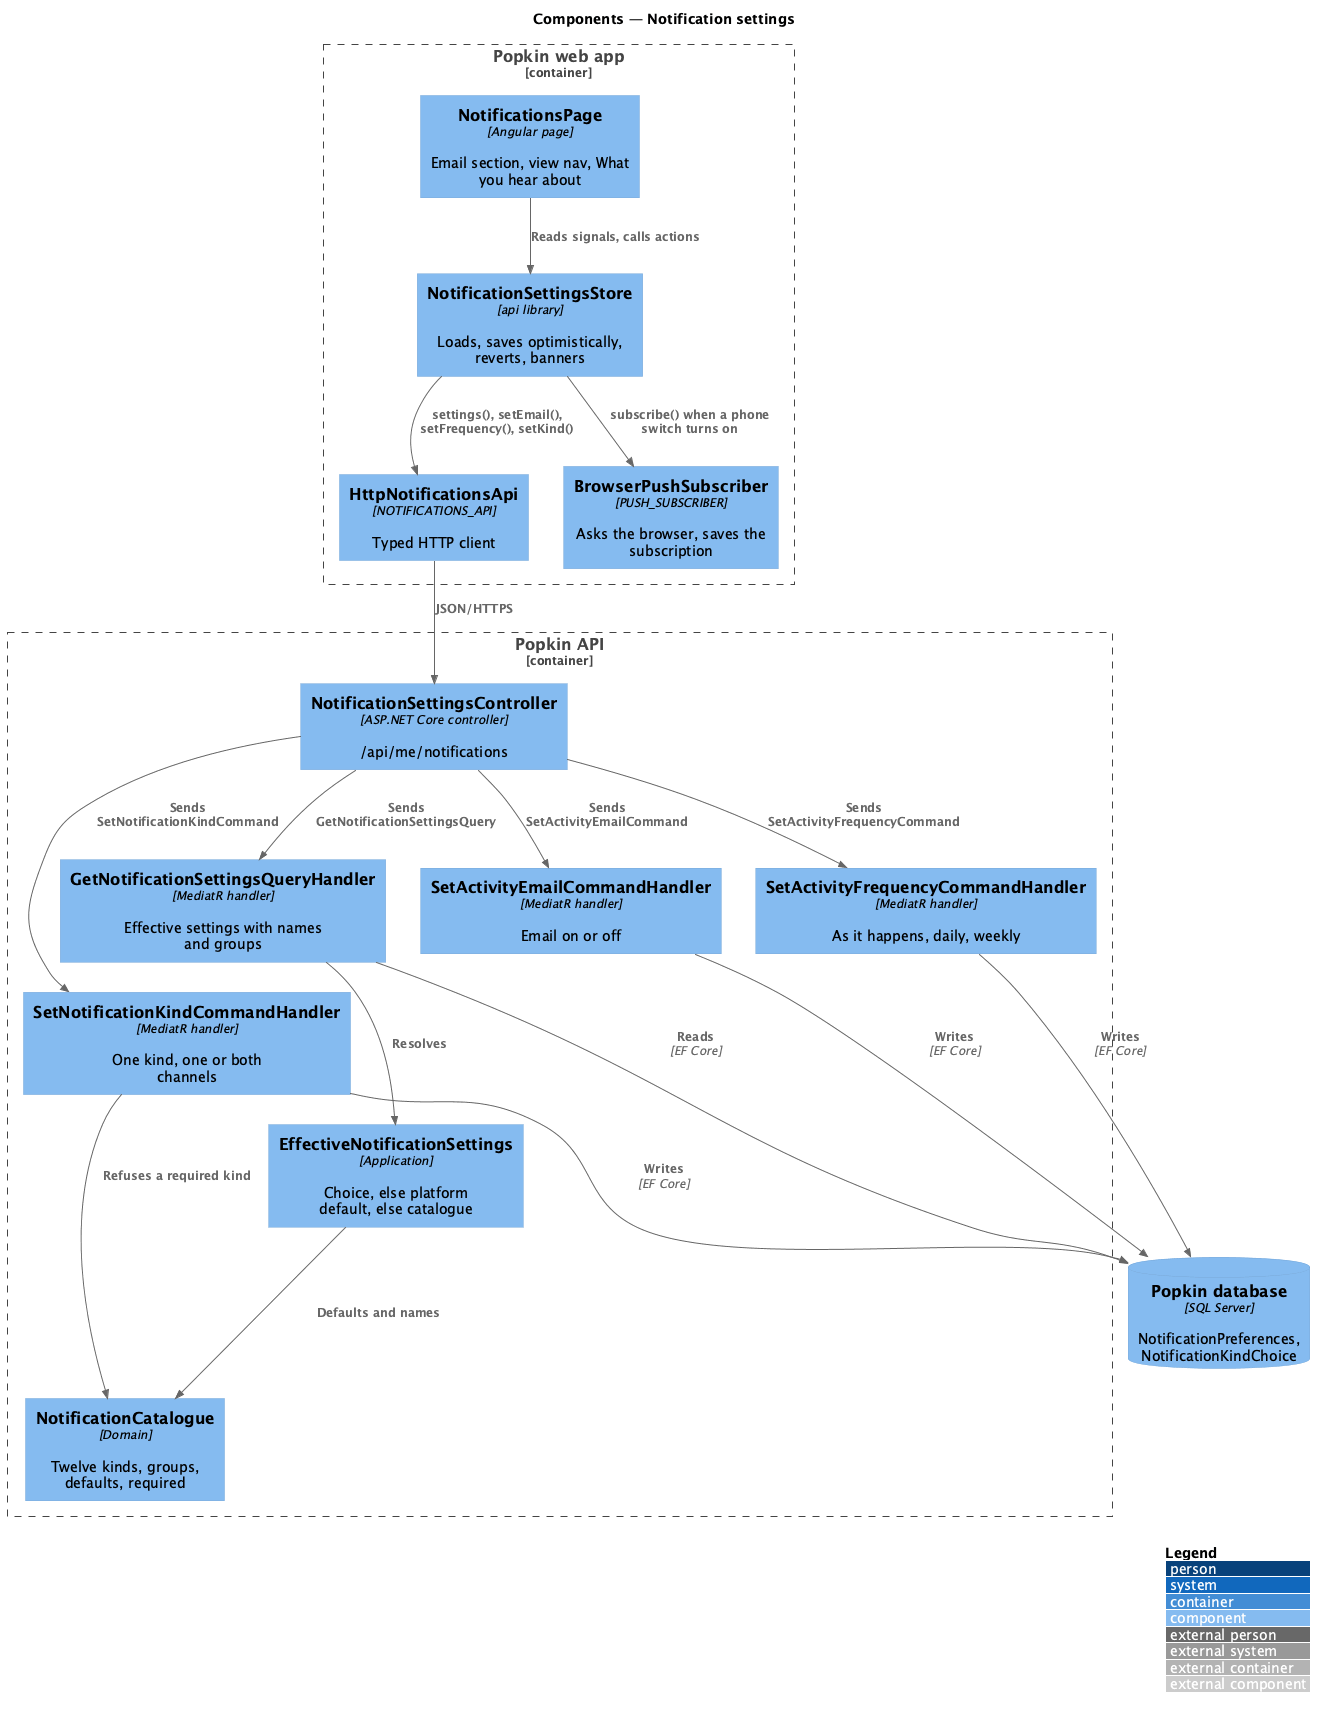 Components — Notification settings
Popkin web app
[container]
NotificationsPage
[Angular page]
Email section, view nav, What
you hear about
Reads signals, calls actions
NotificationSettingsStore
[api library]
Loads, saves optimistically,
reverts, banners
settings(), setEmail(),
setFrequency(), setKind()
subscribe() when a phone
switch turns on
HttpNotificationsApi
[NOTIFICATIONS_API]
Typed HTTP client
BrowserPushSubscriber
[PUSH_SUBSCRIBER]
Asks the browser, saves the
subscription
JSON/HTTPS
Popkin API
[container]
NotificationSettingsController
[ASP.NET Core controller]
/api/me/notifications
Sends
SetNotificationKindCommand
Sends
GetNotificationSettingsQuery
Sends
SetActivityEmailCommand
Sends
SetActivityFrequencyCommand
GetNotificationSettingsQueryHandler
[MediatR handler]
Effective settings with names
and groups
SetActivityEmailCommandHandler
[MediatR handler]
Email on or off
SetActivityFrequencyCommandHandler
[MediatR handler]
As it happens, daily, weekly
SetNotificationKindCommandHandler
[MediatR handler]
One kind, one or both
channels
Resolves
Reads
[EF Core]
Writes
[EF Core]
Writes
[EF Core]
EffectiveNotificationSettings
[Application]
Choice, else platform
default, else catalogue
Refuses a required kind
Writes
[EF Core]
Defaults and names
Popkin database
[SQL Server]
NotificationPreferences,
NotificationKindChoice
NotificationCatalogue
[Domain]
Twelve kinds, groups,
defaults, required
Legend
person
system
container
component
external person
external system
external container
external component